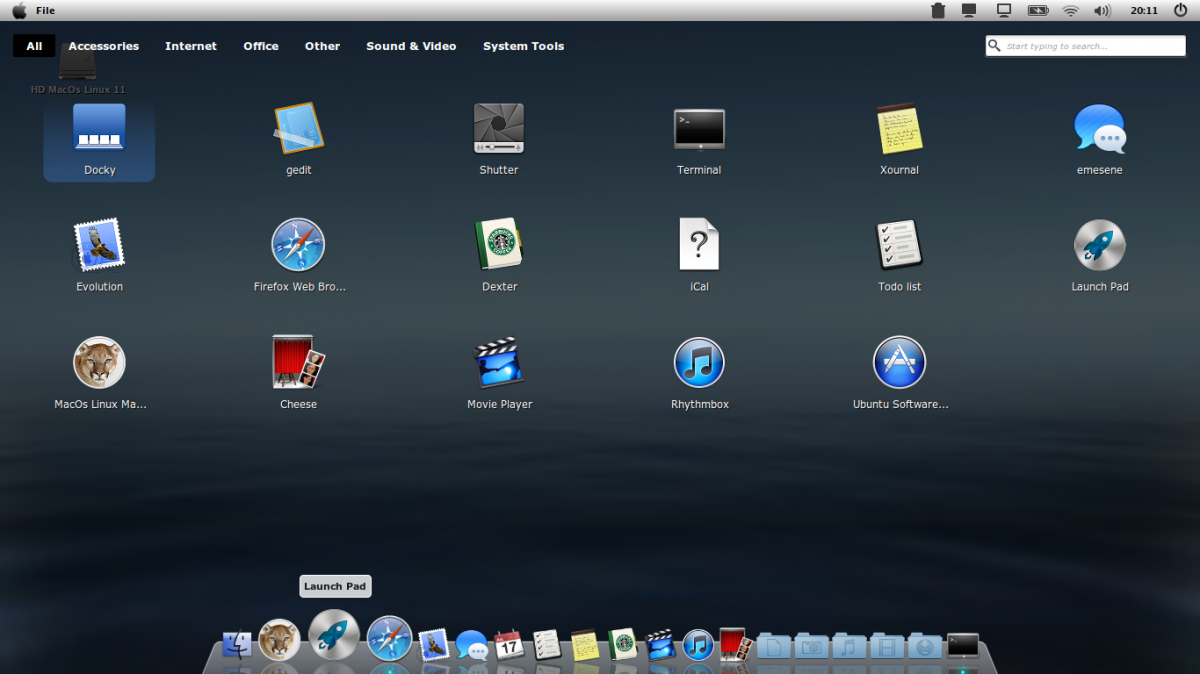 File
20:11
All Accessories Internet Office Other Sound & Video System Tools
Start typing to search...
HD MacOs Linux 11
Docky gedit Shutter Terminal Xournal emesene
Evolution Firefox Web Bro... Dexter iCal Todo list Launch Pad
MacOs Linux Ma... Cheese Movie Player Rhythmbox Ubuntu Software...
Launch Pad
17